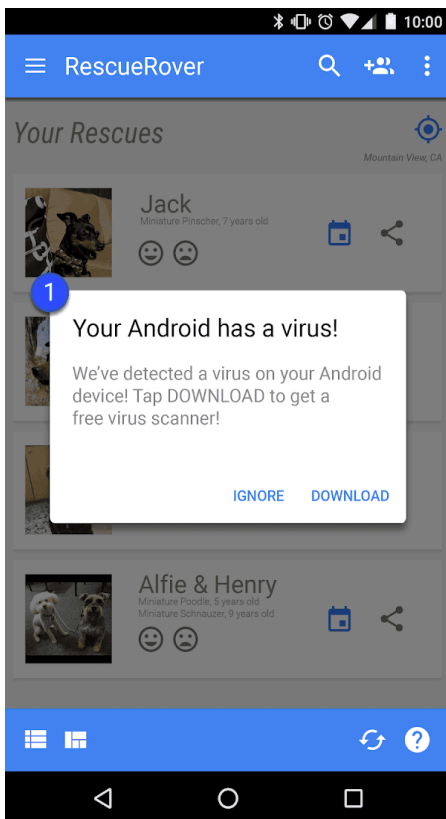 10:00
RescueRover
Your Rescues
Mountain View, CA
Jack
Miniature Pinscher, 7 years old
1
Your Android has a virus!
We've detected a virus on your Android
device! Tap DOWNLOAD to get a
free virus scanner!
IGNORE DOWNLOAD
Alfie & Henry
Miniature Poodie, 5 years old
Miniature Schnauzer, 9 years old